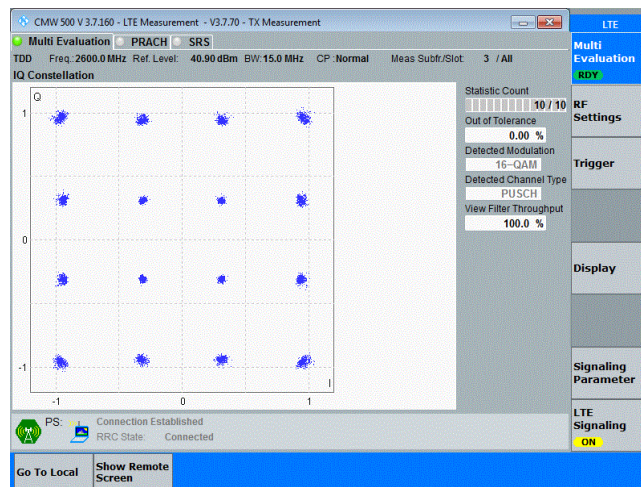 CMW 500 V 3.7.160 - LTE Measurement - V3.7.70 - TX Measurement
LTE
Multi Evaluation PRACH SRS
TDD Freq.: 2600.0 MHz Ref. Level: 40.90 dBm BW: 15.0 MHz CP : Normal Meas Subfr./Slot: 3 / All
IQ Constellation
Q
1
0
-1
-1 0 1
I
Statistic Count
10 / 10
Out of Tolerance
0.00 %
Detected Modulation
16-QAM
Detected Channel Type
PUSCH
View Filter Throughput
100.0 %
Multi
Evaluation
RDY
RF
Settings
Trigger
Display
Signaling
Parameter
LTE
Signaling
ON
PS: Connection Established
RRC State: Connected
Go To Local
Show Remote
Screen